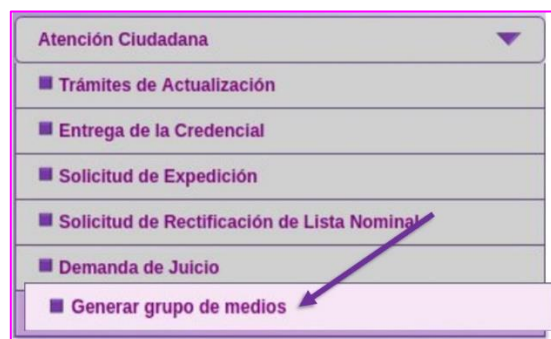 Atención Ciudadana
Trámites de Actualización
Entrega de la Credencial
Solicitud de Expedición
Solicitud de Rectificación de Lista Nominal
Demanda de Juicio
Generar grupo de medios